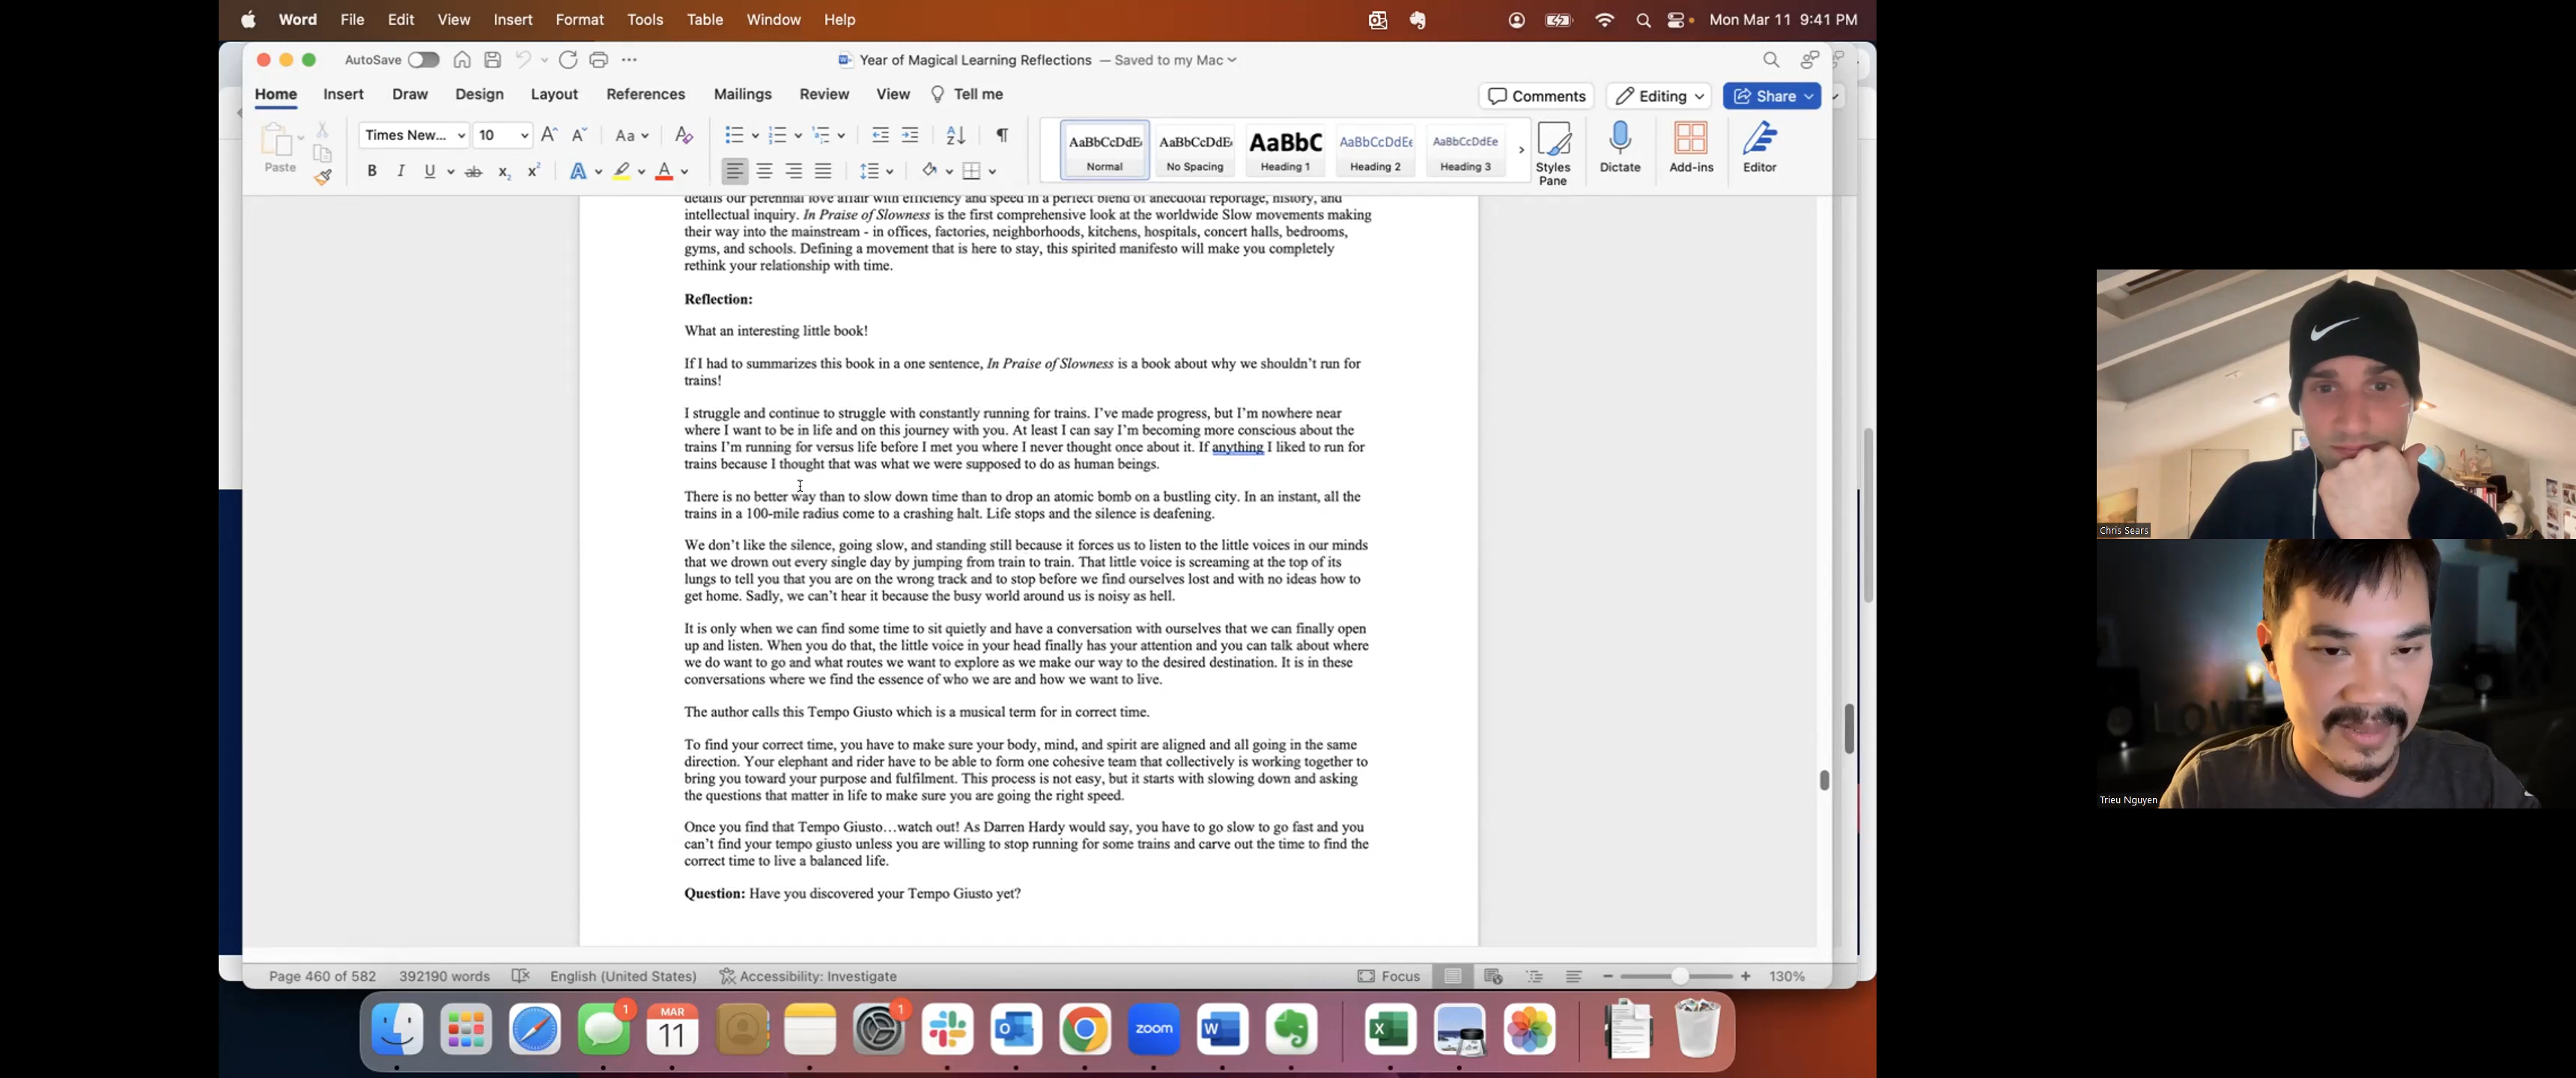 Word File Edit View Insert Format Tools Table Window Help Mon Mar 11 9:41 PM
AutoSave Year of Magical Learning Reflections — Saved to my Mac
Home Insert Draw Design Layout References Mailings Review View Tell me Comments Editing Share
Paste Times New... 10 Aa AaBbCcDdE AaBbCcDdE AaBbC AaBbCcDdEe AaBbCcDdEe
Normal No Spacing Heading 1 Heading 2 Heading 3 Styles Pane Dictate Add-ins Editor
details our perennial love affair with efficiency and speed in a perfect blend of anecdotal reportage, history, and
intellectual inquiry. In Praise of Slowness is the first comprehensive look at the worldwide Slow movements making
their way into the mainstream - in offices, factories, neighborhoods, kitchens, hospitals, concert halls, bedrooms,
gyms, and schools. Defining a movement that is here to stay, this spirited manifesto will make you completely
rethink your relationship with time.
Reflection:
What an interesting little book!
If I had to summarizes this book in a one sentence, In Praise of Slowness is a book about why we shouldn't run for
trains!
I struggle and continue to struggle with constantly running for trains. I've made progress, but I'm nowhere near
where I want to be in life and on this journey with you. At least I can say I'm becoming more conscious about the
trains I'm running for versus life before I met you where I never thought once about it. If anything I liked to run for
trains because I thought that was what we were supposed to do as human beings.
There is no better way than to slow down time than to drop an atomic bomb on a bustling city. In an instant, all the
trains in a 100-mile radius come to a crashing halt. Life stops and the silence is deafening.
We don't like the silence, going slow, and standing still because it forces us to listen to the little voices in our minds
that we drown out every single day by jumping from train to train. That little voice is screaming at the top of its
lungs to tell you that you are on the wrong track and to stop before we find ourselves lost and with no ideas how to
get home. Sadly, we can't hear it because the busy world around us is noisy as hell.
It is only when we can find some time to sit quietly and have a conversation with ourselves that we can finally open
up and listen. When you do that, the little voice in your head finally has your attention and you can talk about where
we do want to go and what routes we want to explore as we make our way to the desired destination. It is in these
conversations where we find the essence of who we are and how we want to live.
The author calls this Tempo Giusto which is a musical term for in correct time.
To find your correct time, you have to make sure your body, mind, and spirit are aligned and all going in the same
direction. Your elephant and rider have to be able to form one cohesive team that collectively is working together to
bring you toward your purpose and fulfilment. This process is not easy, but it starts with slowing down and asking
the questions that matter in life to make sure you are going the right speed.
Once you find that Tempo Giusto…watch out! As Darren Hardy would say, you have to go slow to go fast and you
can't find your tempo giusto unless you are willing to stop running for some trains and carve out the time to find the
correct time to live a balanced life.
Question: Have you discovered your Tempo Giusto yet?
Page 460 of 582 392190 words English (United States) Accessibility: Investigate Focus 130%
1 MAR 11 1 zoom
Chris Sears
LOVE
Trieu Nguyen